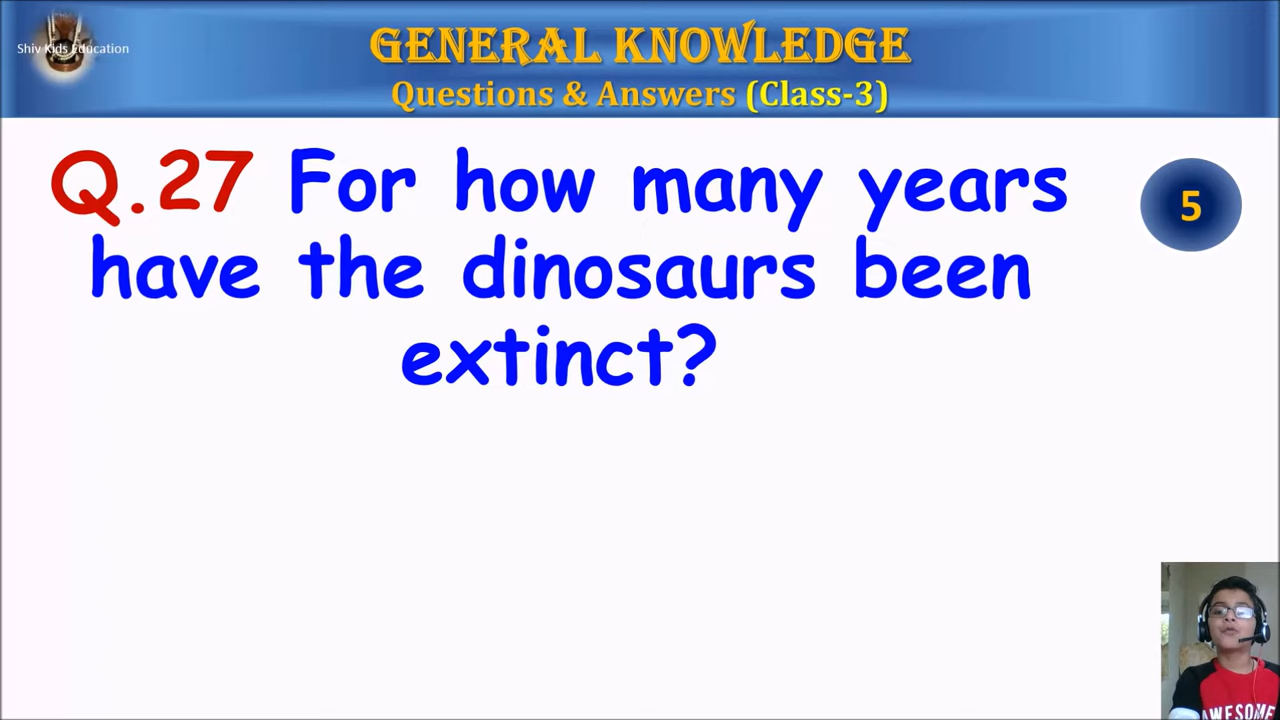 Shiv Kids Education
GENERAL KNOWLEDGE
Questions & Answers (Class-3)
Q.27 For how many years
have the dinosaurs been
extinct?
5
AWESOME